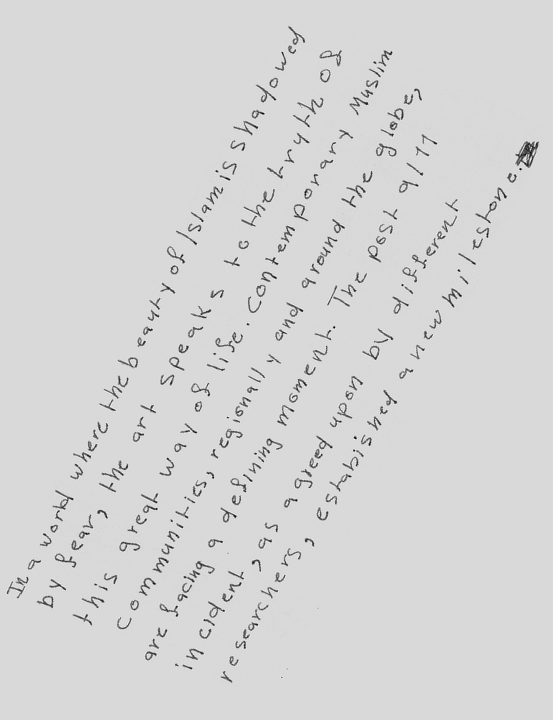 In a world where the beauty of Islam is shadowed
by fear, the art speaks to the truth of
this great way of life. Contemporary Muslim
communities, regionally and around the globe,
are facing a defining moment. The post 9/11
incident, as agreed upon by different
researchers, estabished a new milestone.